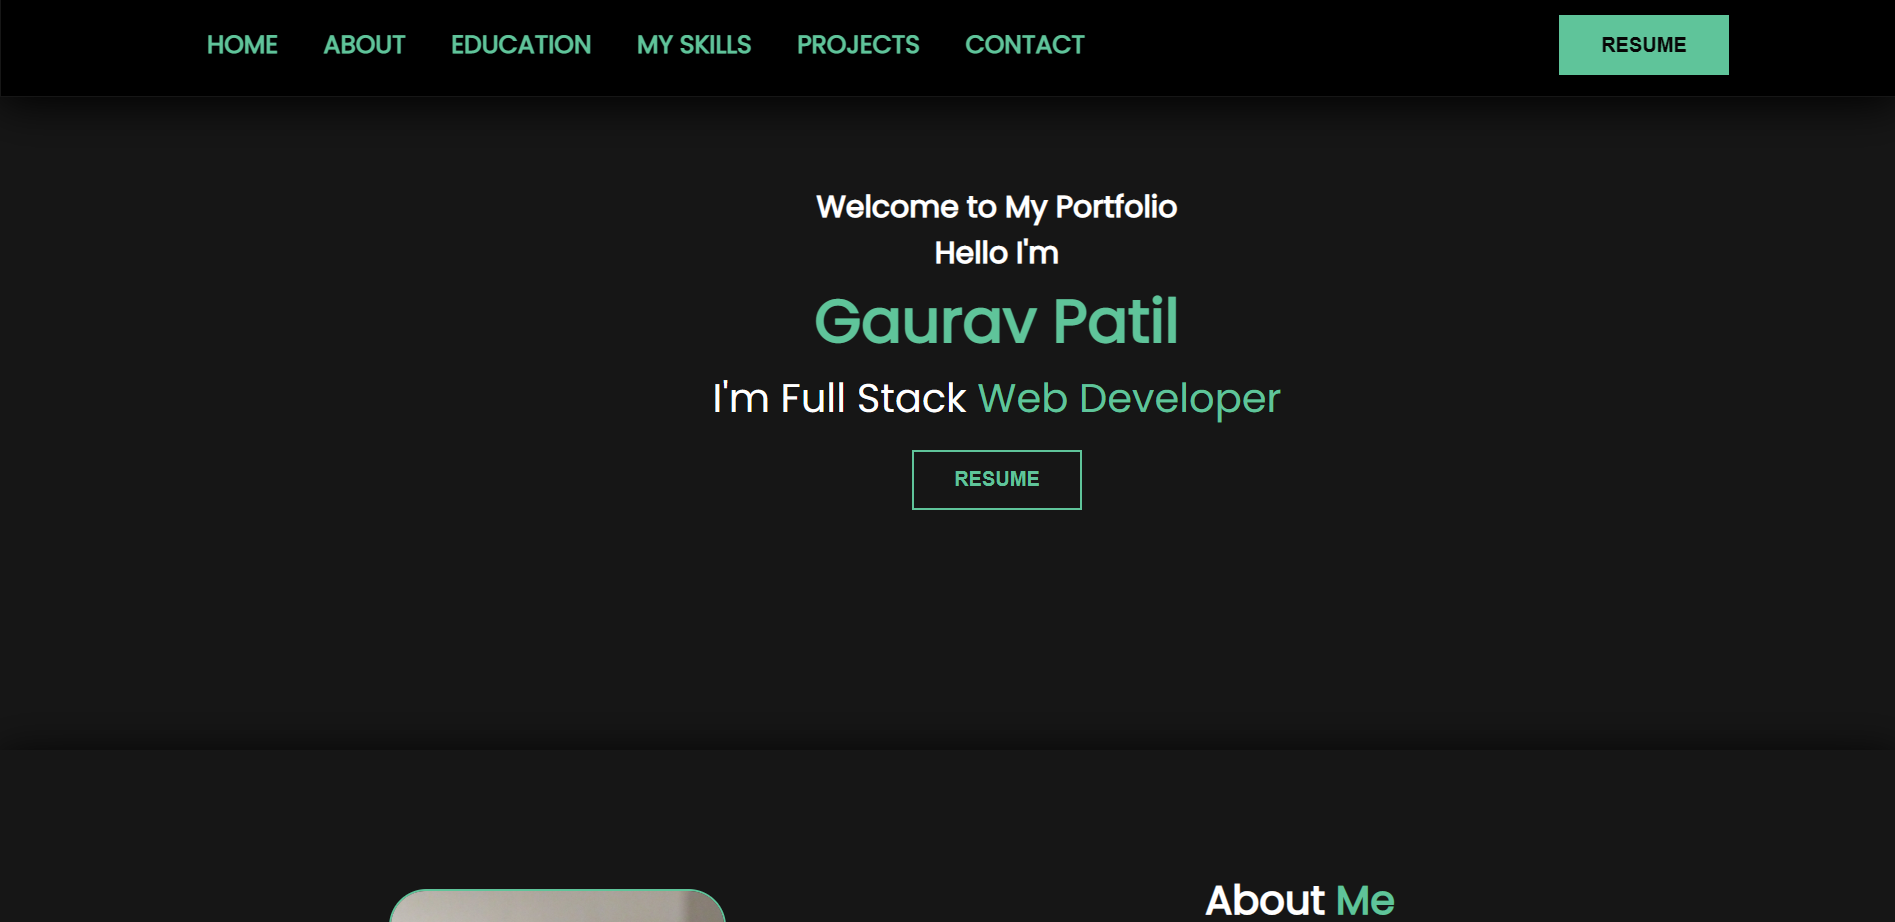 HOME ABOUT EDUCATION MY SKILLS PROJECTS CONTACT RESUME
Welcome to My Portfolio
Hello I'm
Gaurav Patil
I'm Full Stack Web Developer
RESUME
About Me